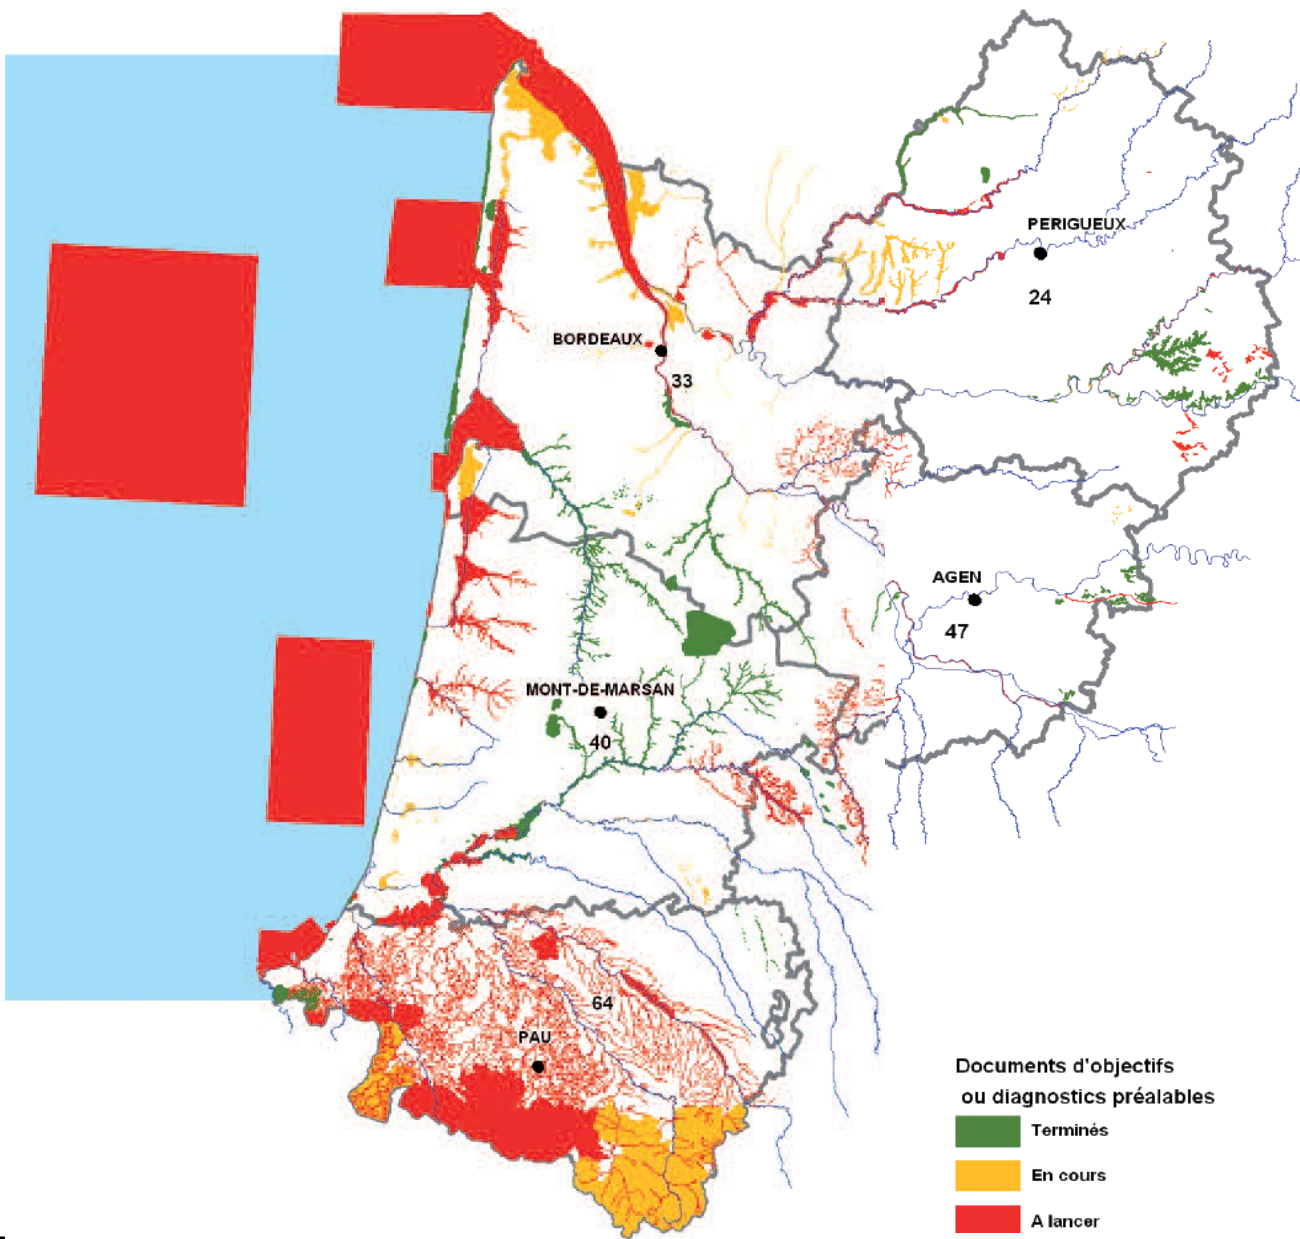 PERIGUEUX
24
BORDEAUX
33
AGEN
47
MONT-DE-MARSAN
40
64
PAU
Documents d'objectifs
ou diagnostics préalables
Terminés
En cours
A lancer